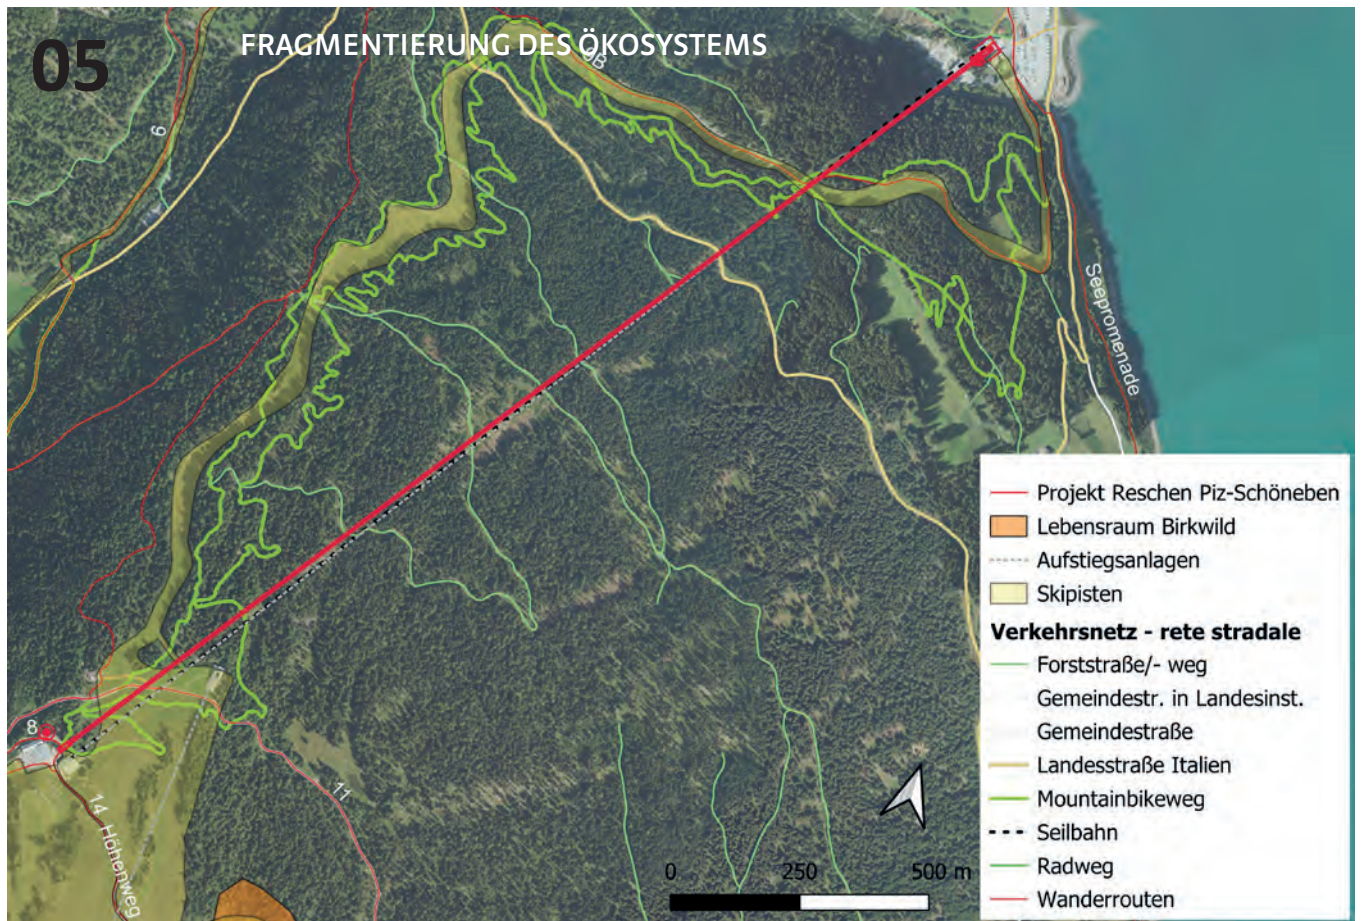 05
FRAGMENTIERUNG DES ÖKOSYSTEMS
9B
9
Seepromenade
8
11
14 Höhenweg
0 250 500 m
Projekt Reschen Piz-Schöneben
Lebensraum Birkwild
Aufstiegsanlagen
Skipisten
Verkehrsnetz - rete stradale
Forststraße/- weg
Gemeindestr. in Landesinst.
Gemeindestraße
Landesstraße Italien
Mountainbikeweg
Seilbahn
Radweg
Wanderrouten